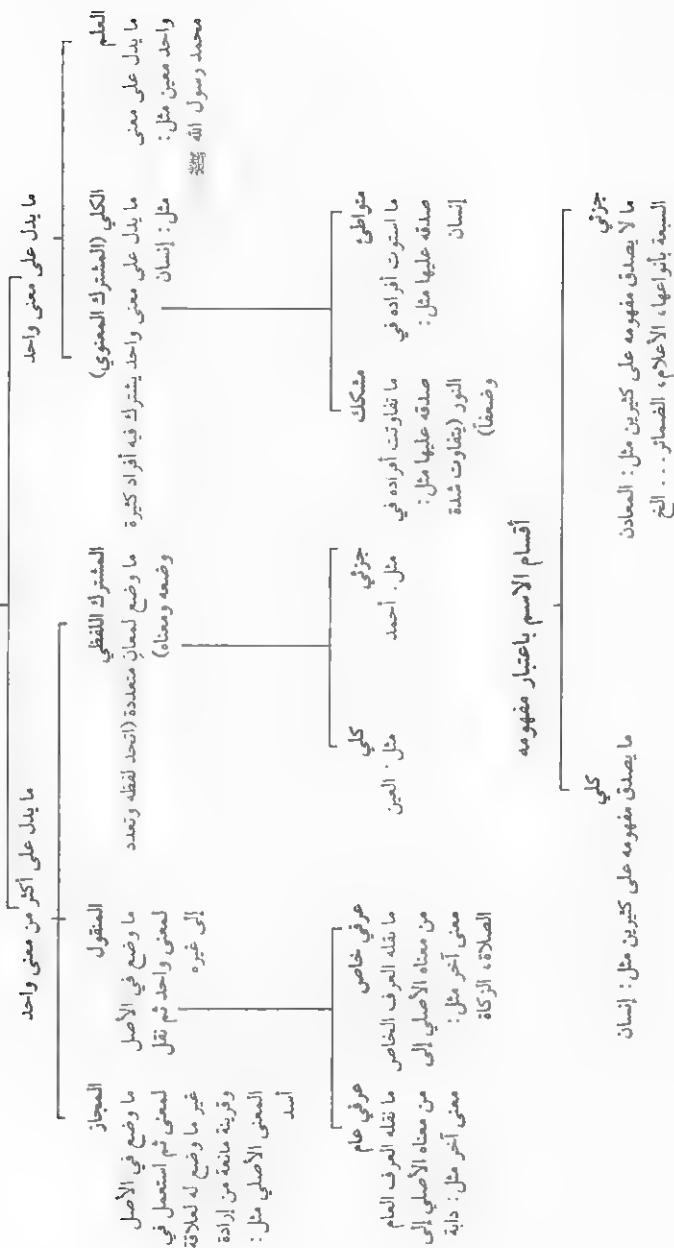 ما يدل على معنى واحد
ما يدل على أكثر من معنى واحد
العلم
ما يدل على معنى
واحد معين مثل:
محمد رسول الله ﷺ
الكلي (المشترك المعنوي)
ما يدل على معنى واحد يشترك فيه أفراد كثيرة
مثل: إنسان
المشترك اللفظي
ما وضع لمعانٍ متعددة (اتحد لفظه وتعدد
وضعه ومعناه)
المنقول
ما وضع في الأصل
لمعنى واحد ثم نقل
إلى غيره
المجاز
ما وضع في الأصل
لمعنى ثم استعمل في
غير ما وضع له لعلاقة
وقرينة مانعة من إرادة
المعنى الأصلي مثل:
أسد
متواطئ
ما استوت أفراده في
صدقه عليها مثل:
إنسان
مشكك
ما تفاوتت أفراده في
صدقه عليها مثل:
النور (يتفاوت شدة
وضعفاً)
جزئي
مثل: أحمد
كلي
مثل: العين
عرفي خاص
ما نقله العرف الخاص
من معناه الأصلي إلى
معنى آخر مثل:
الصلاة، الزكاة
عرفي عام
ما نقله العرف العام
من معناه الأصلي إلى
معنى آخر مثل: دابة
أقسام الاسم باعتبار مفهومه
جزئي
ما لا يصدق مفهومه على كثيرين مثل: المعادن
السبعة بأنواعها، الأعلام، الضمائر... الخ
كلي
ما يصدق مفهومه على كثيرين مثل: إنسان